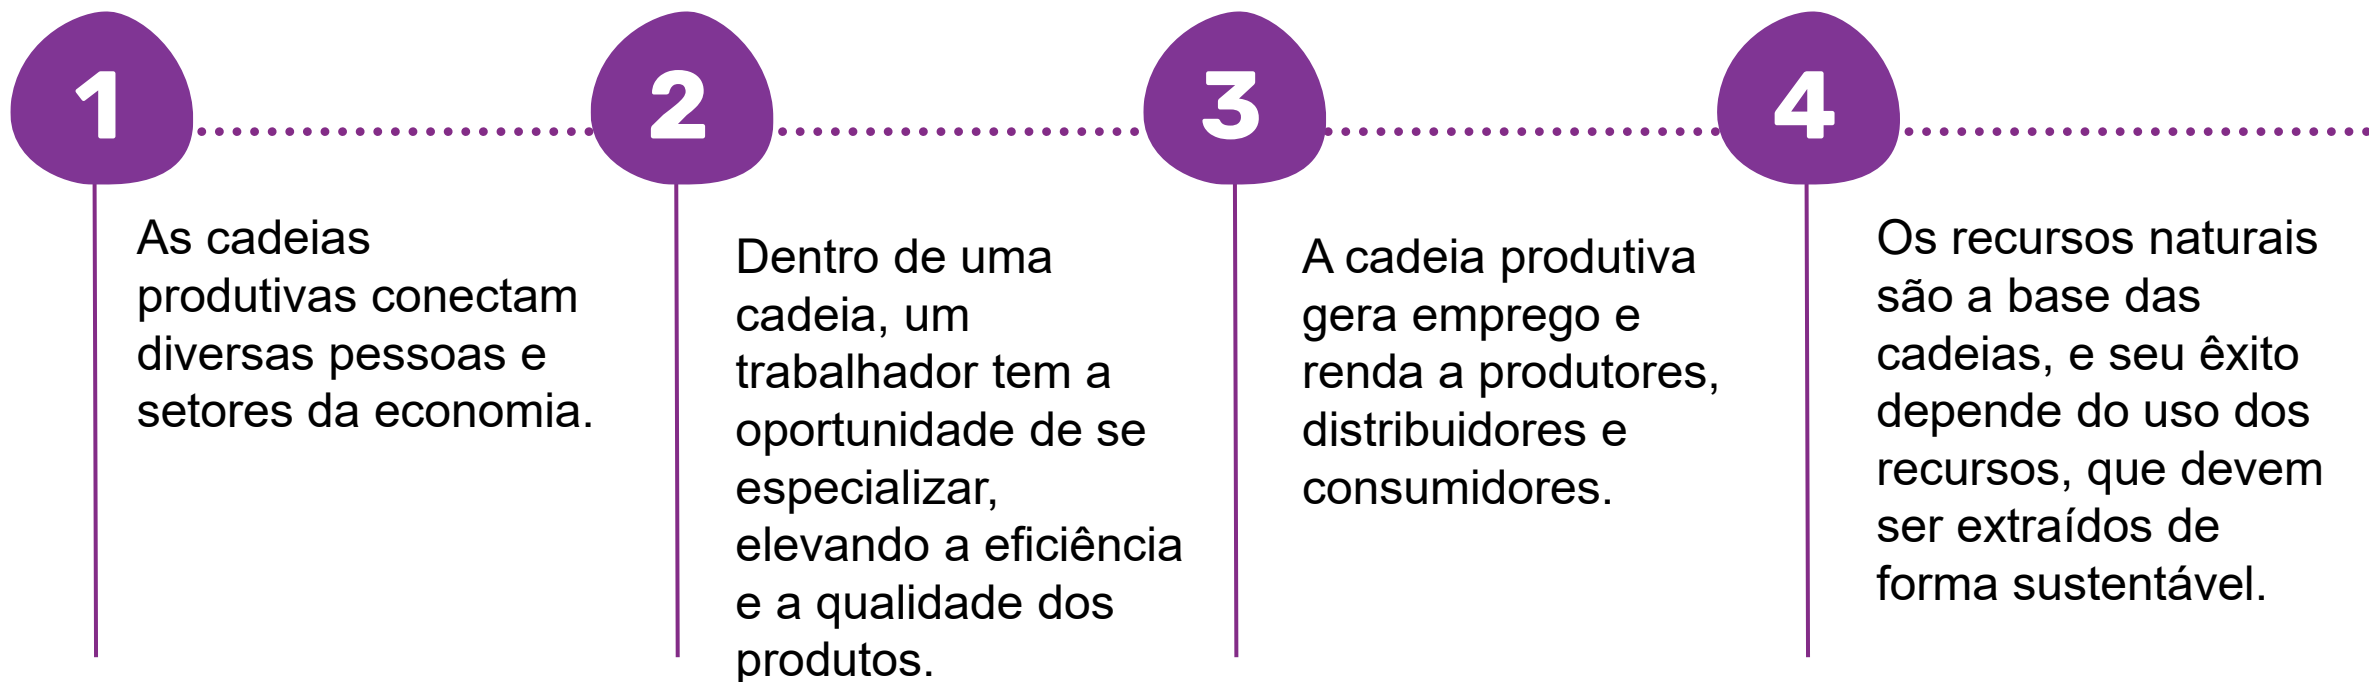 1
As cadeias
produtivas conectam
diversas pessoas e
setores da economia.
2
Dentro de uma
cadeia, um
trabalhador tem a
oportunidade de se
especializar,
elevando a eficiência
e a qualidade dos
produtos.
3
A cadeia produtiva
gera emprego e
renda a produtores,
distribuidores e
consumidores.
4
Os recursos naturais
são a base das
cadeias, e seu êxito
depende do uso dos
recursos, que devem
ser extraídos de
forma sustentável.